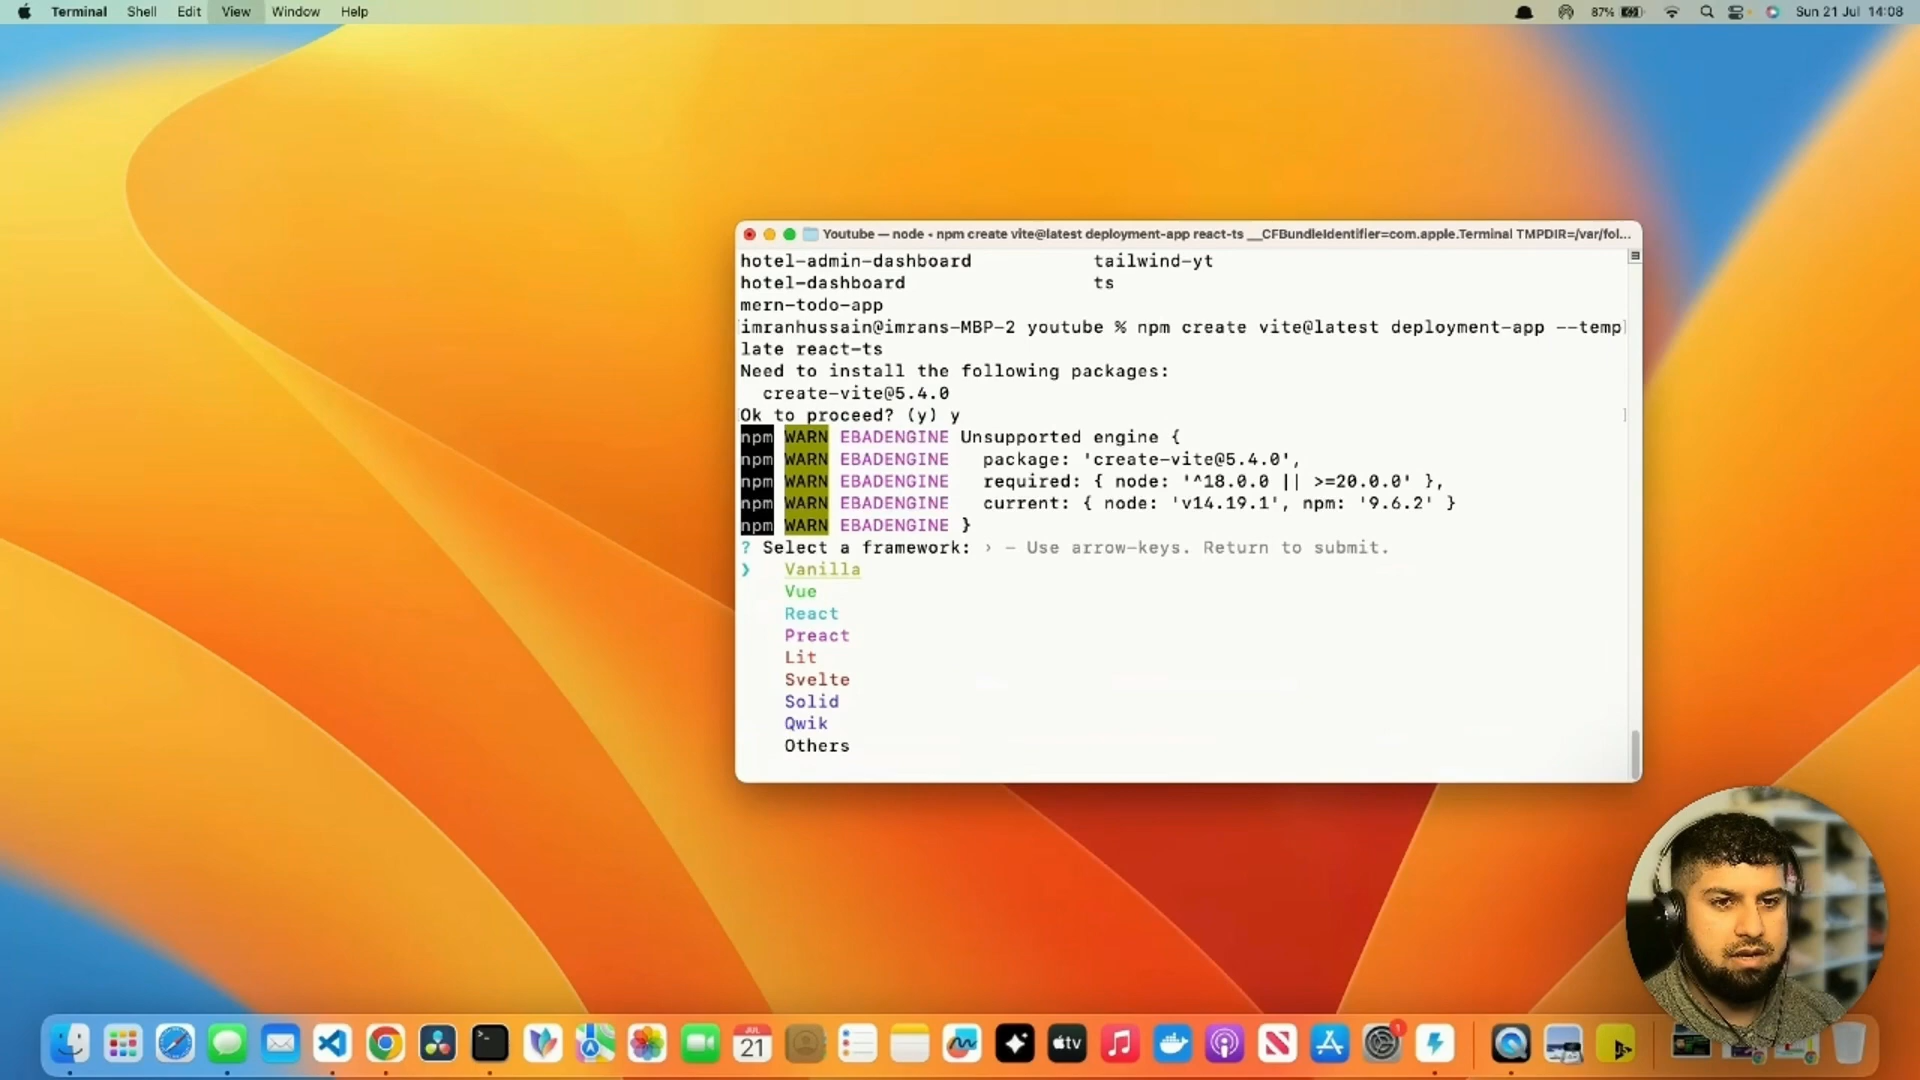 Terminal Shell Edit View Window Help 87% Sun 21 Jul 14:08
Youtube — node • npm create vite@latest deployment-app react-ts __CFBundleIdentifier=com.apple.Terminal TMPDIR=/var/fol...
hotel-admin-dashboard tailwind-yt
hotel-dashboard ts
mern-todo-app
imranhussain@imrans-MBP-2 youtube % npm create vite@latest deployment-app --temp
late react-ts
Need to install the following packages:
create-vite@5.4.0
Ok to proceed? (y) y
npm WARN EBADENGINE Unsupported engine {
npm WARN EBADENGINE package: 'create-vite@5.4.0',
npm WARN EBADENGINE required: { node: '^18.0.0 || >=20.0.0' },
npm WARN EBADENGINE current: { node: 'v14.19.1', npm: '9.6.2' }
npm WARN EBADENGINE }
? Select a framework: › - Use arrow-keys. Return to submit.
❯ Vanilla
Vue
React
Preact
Lit
Svelte
Solid
Qwik
Others
JUL
21
tv
1